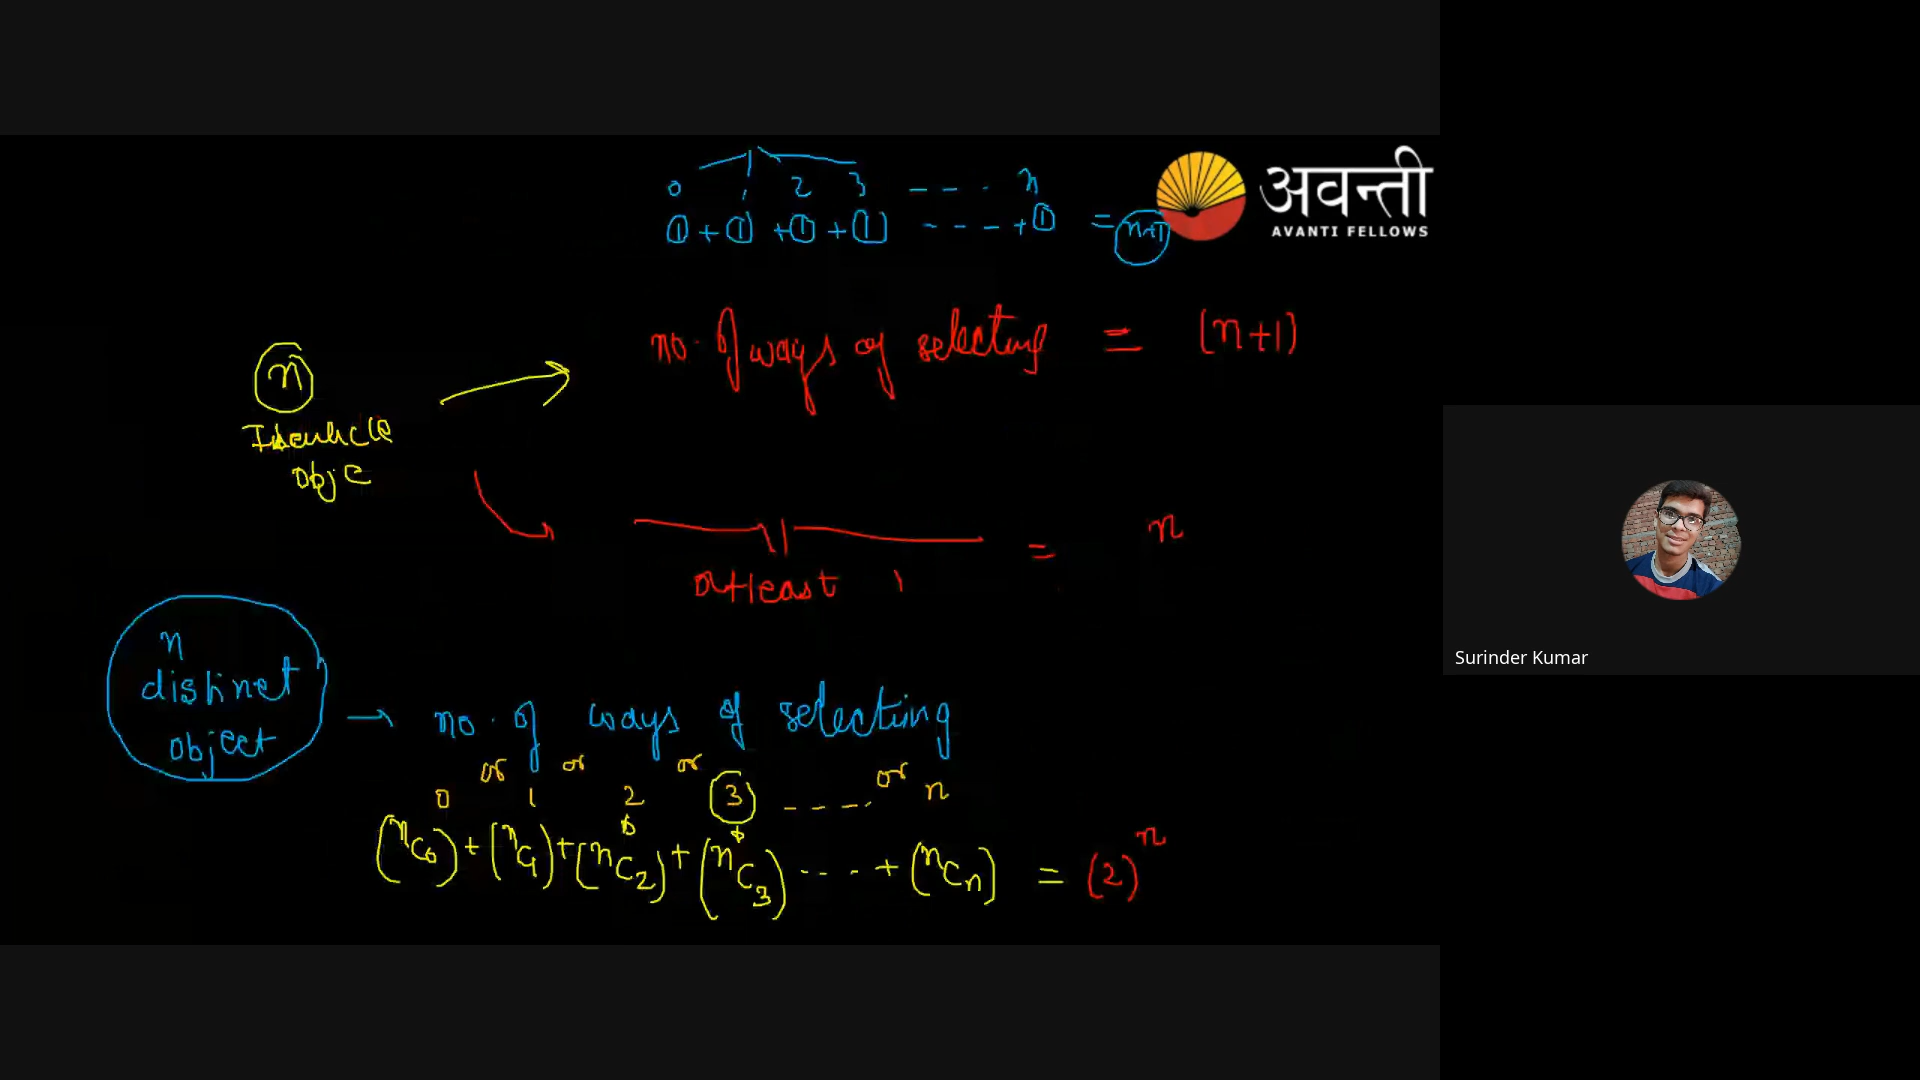 0 1 2 3 --- n
1 + 1 + 1 + 1 ---- + 1 = n+1
अवन्ती
AVANTI FELLOWS
no. of ways of selecting = (n+1)
n
obje
—||— = n
atleast 1
n
distinct
object
→ no. of ways of selecting
0 or 1 or 2 or 3 ---- or n
(nC0) + (nC1) + (nC2) + (nC3) ---- + (nCn) = (2)^n
Surinder Kumar